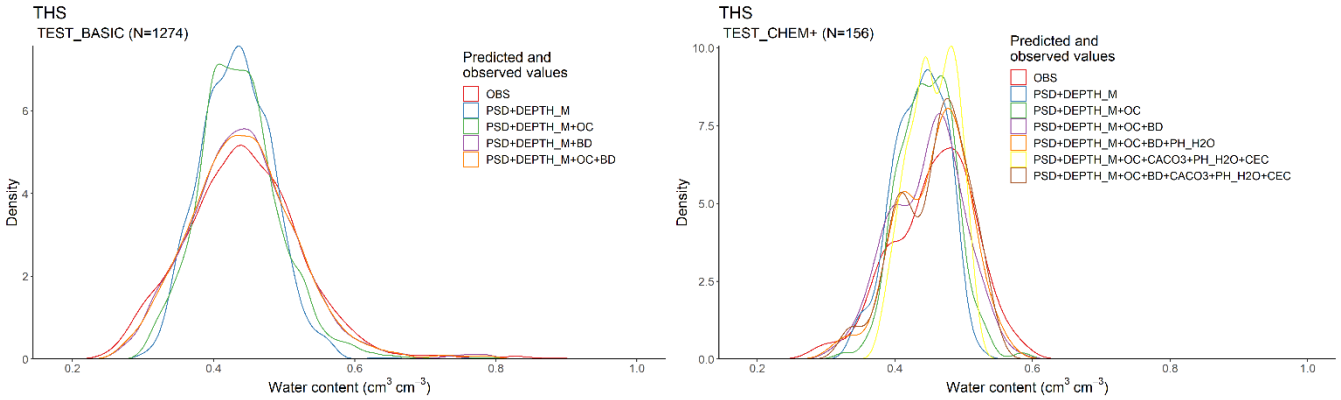 THS
TEST_BASIC (N=1274)
Predicted and
observed values
OBS
PSD+DEPTH_M
PSD+DEPTH_M+OC
PSD+DEPTH_M+BD
PSD+DEPTH_M+OC+BD
Density
6
4
2
0
0.2 0.4 0.6 0.8 1.0
Water content (cm³ cm⁻³)
THS
TEST_CHEM+ (N=156)
Predicted and
observed values
OBS
PSD+DEPTH_M
PSD+DEPTH_M+OC
PSD+DEPTH_M+OC+BD
PSD+DEPTH_M+OC+BD+PH_H2O
PSD+DEPTH_M+OC+CACO3+PH_H2O+CEC
PSD+DEPTH_M+OC+BD+CACO3+PH_H2O+CEC
Density
10.0
7.5
5.0
2.5
0.0
0.2 0.4 0.6 0.8 1.0
Water content (cm³ cm⁻³)